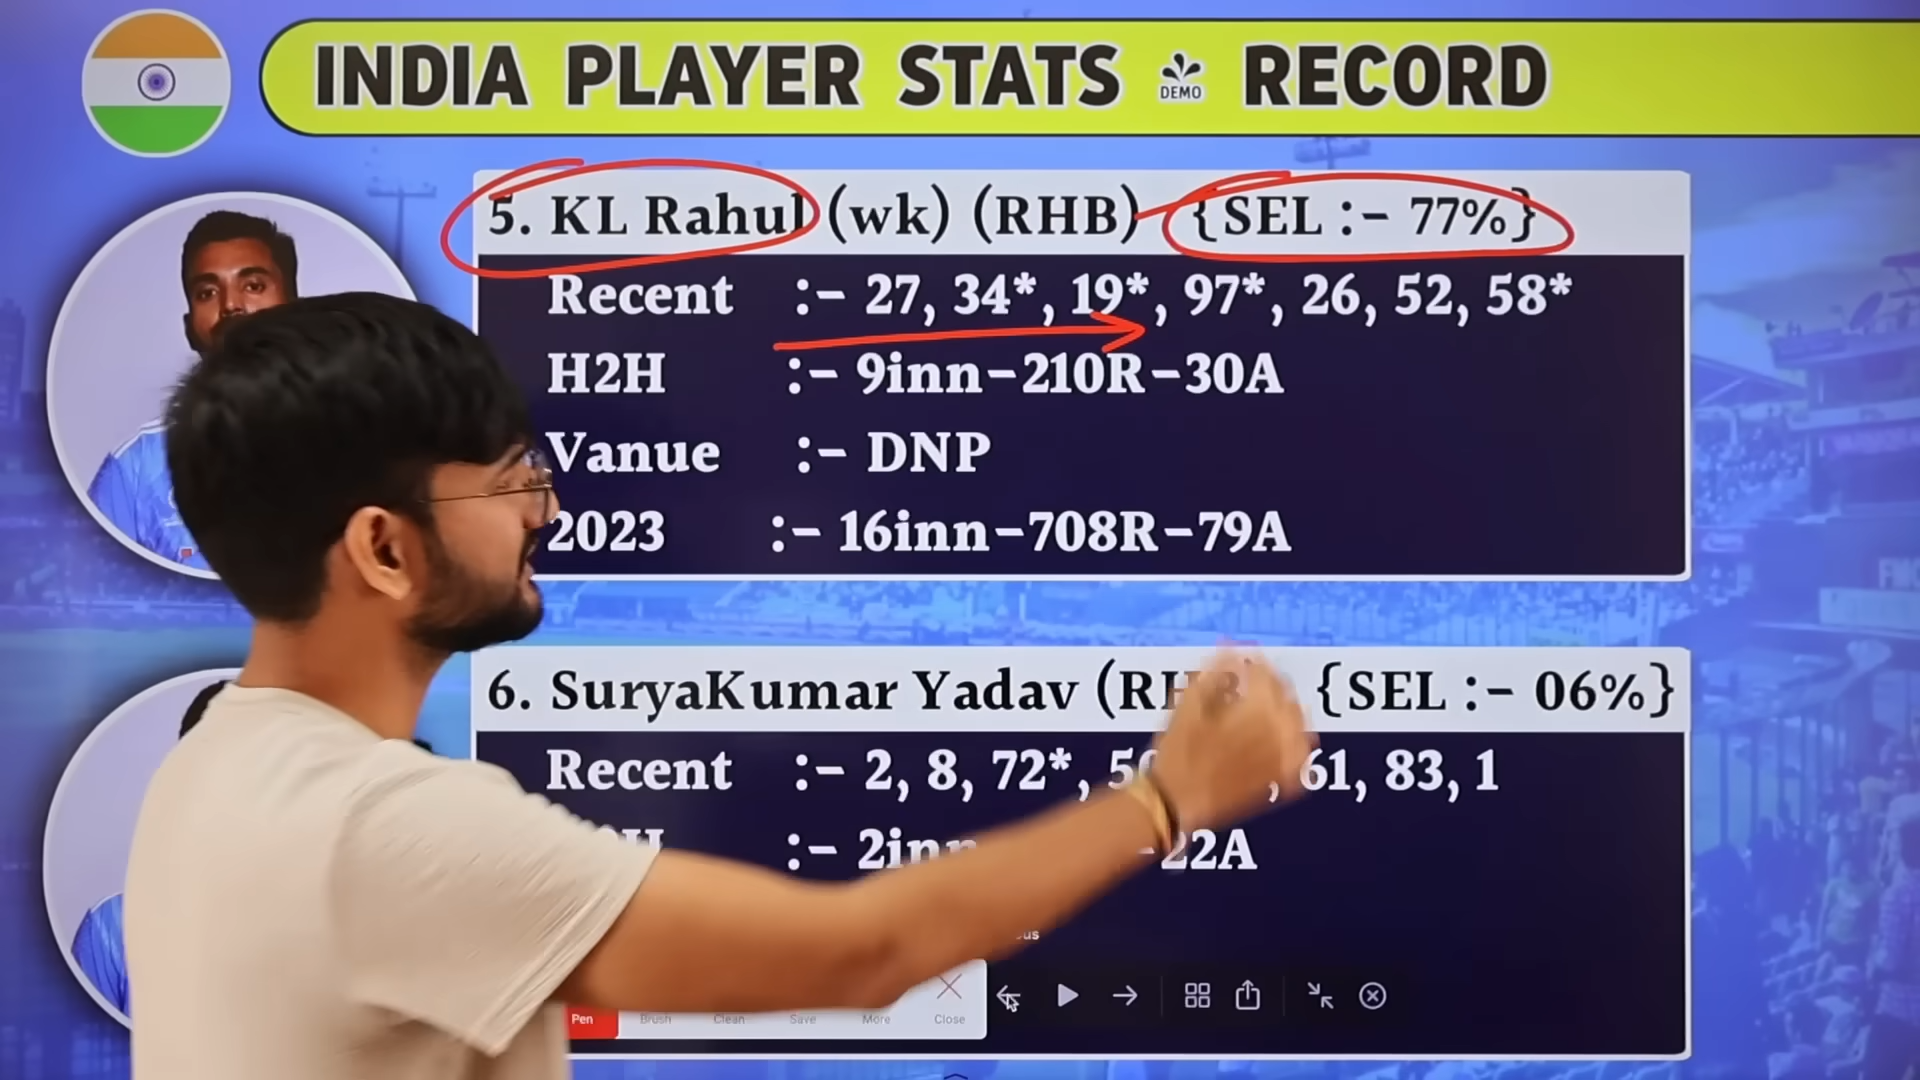 INDIA PLAYER STATS DEMO RECORD
5. KL Rahul (wk) (RHB) {SEL :- 77%}
Recent :- 27, 34*, 19*, 97*, 26, 52, 58*
H2H :- 9inn-210R-30A
Vanue :- DNP
2023 :- 16inn-708R-79A
6. SuryaKumar Yadav (RHB) {SEL :- 06%}
Recent :- 2, 8, 72*, 61, 83, 1
:- 2inn -22A
Pen Brush Clean Save More Close